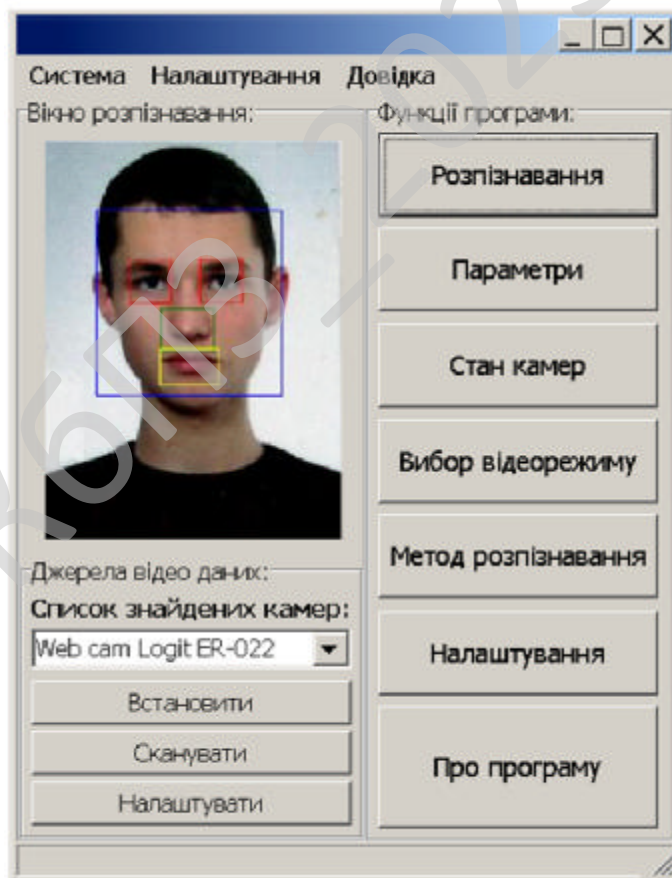 Система Налаштування Довідка
Вікно розпізнавання:
Джерела відео даних:
Список знайдених камер:
Web cam Logit ER-022
Встановити
Сканувати
Налаштувати
Функції програми:
Розпізнавання
Параметри
Стан камер
Вибор відеорежиму
Метод розпізнавання
Налаштування
Про програму